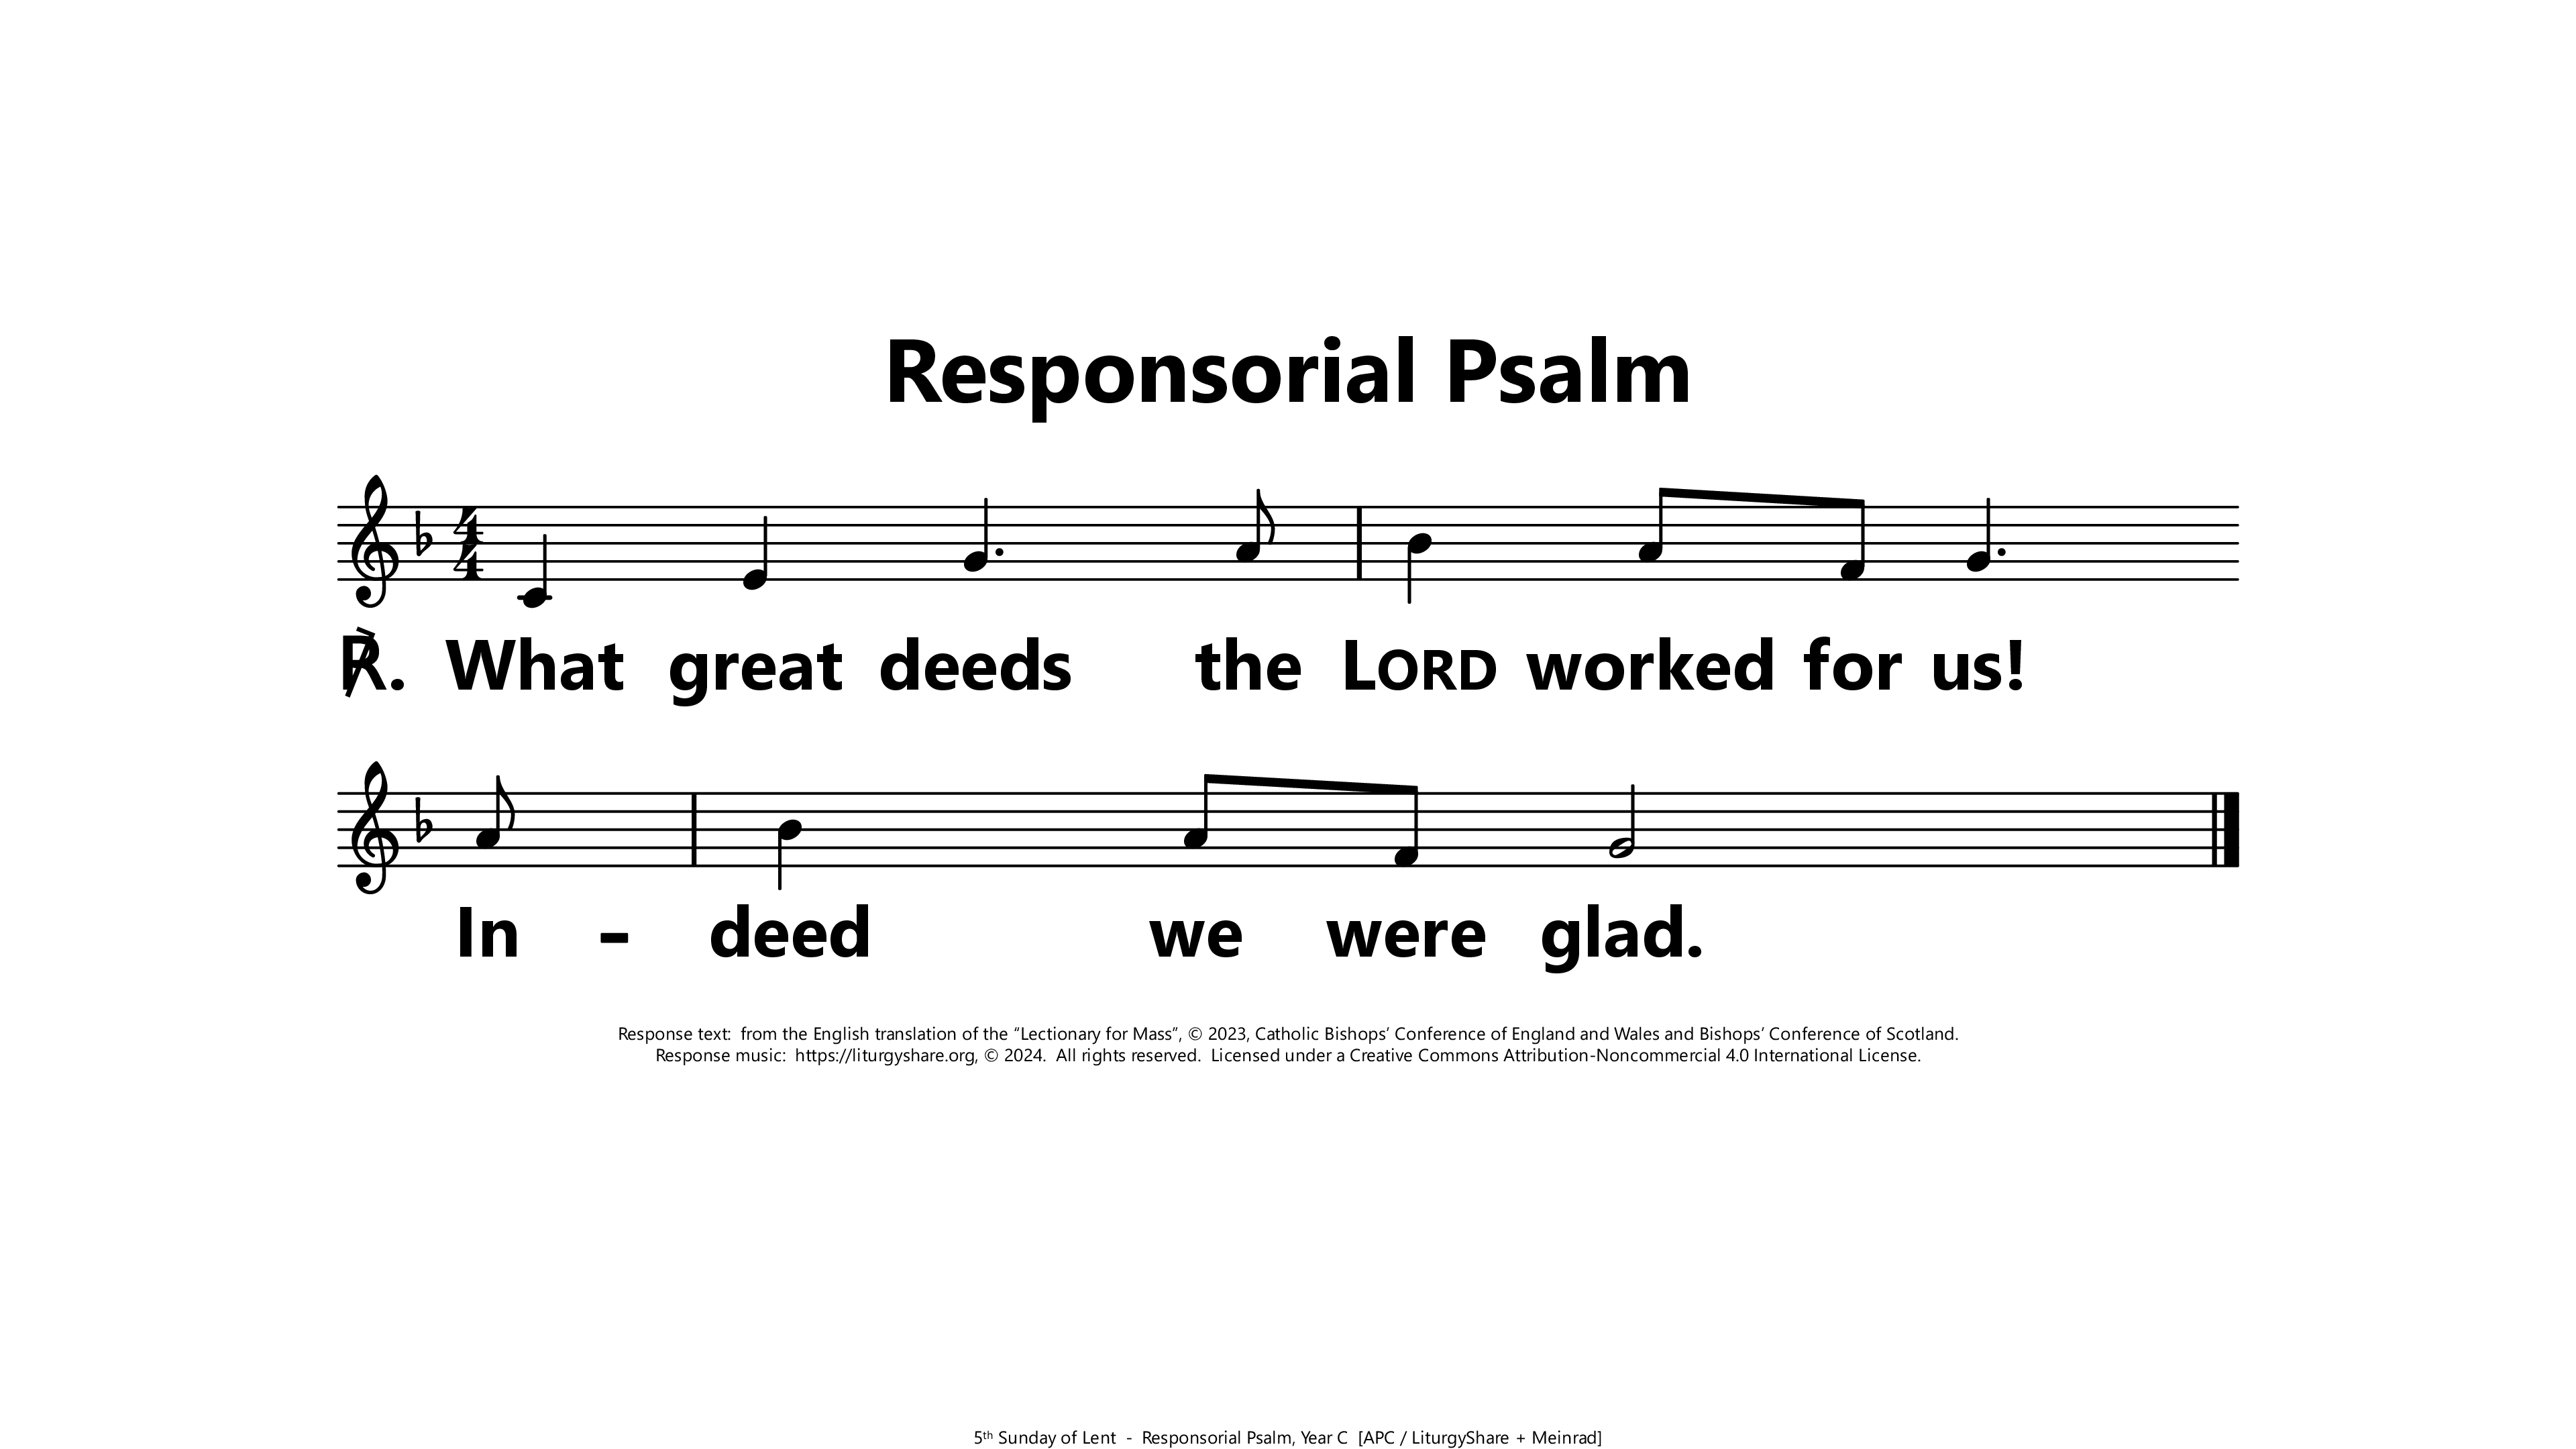 Responsorial Psalm
4
4
℟. What great deeds the LORD worked for us!
In - deed we were glad.
Response text: from the English translation of the “Lectionary for Mass”, © 2023, Catholic Bishops’ Conference of England and Wales and Bishops’ Conference of Scotland.
Response music: https://liturgyshare.org, © 2024. All rights reserved. Licensed under a Creative Commons Attribution-Noncommercial 4.0 International License.
5th Sunday of Lent - Responsorial Psalm, Year C [APC / LiturgyShare + Meinrad]